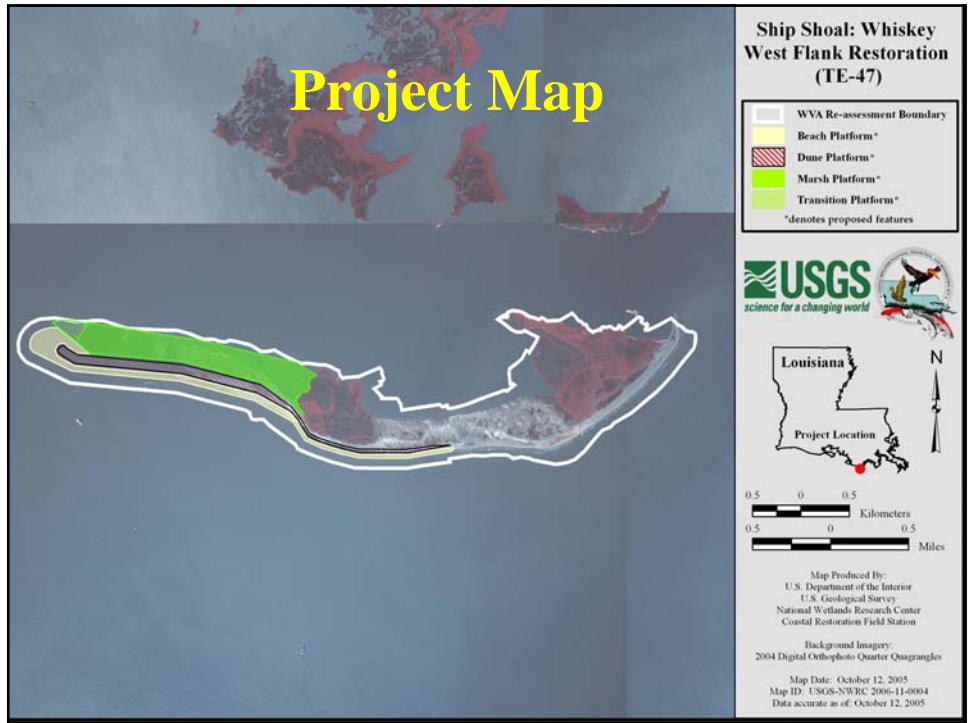 Project Map
Ship Shoal: Whiskey
West Flank Restoration
(TE-47)
WVA Re-assessment Boundary
Beach Platform*
Dune Platform*
Marsh Platform*
Transition Platform*
*denotes proposed features
USGS
science for a changing world
Louisiana
N
Project Location
0.5 0 0.5
Kilometers
0.5 0 0.5
Miles
Map Produced By:
U.S. Department of the Interior
U.S. Geological Survey
National Wetlands Research Center
Coastal Restoration Field Station
Background Imagery:
2004 Digital Orthophoto Quarter Quagrangles
Map Date: October 12, 2005
Map ID: USGS-NWRC 2006-11-0004
Data accurate as of: October 12, 2005